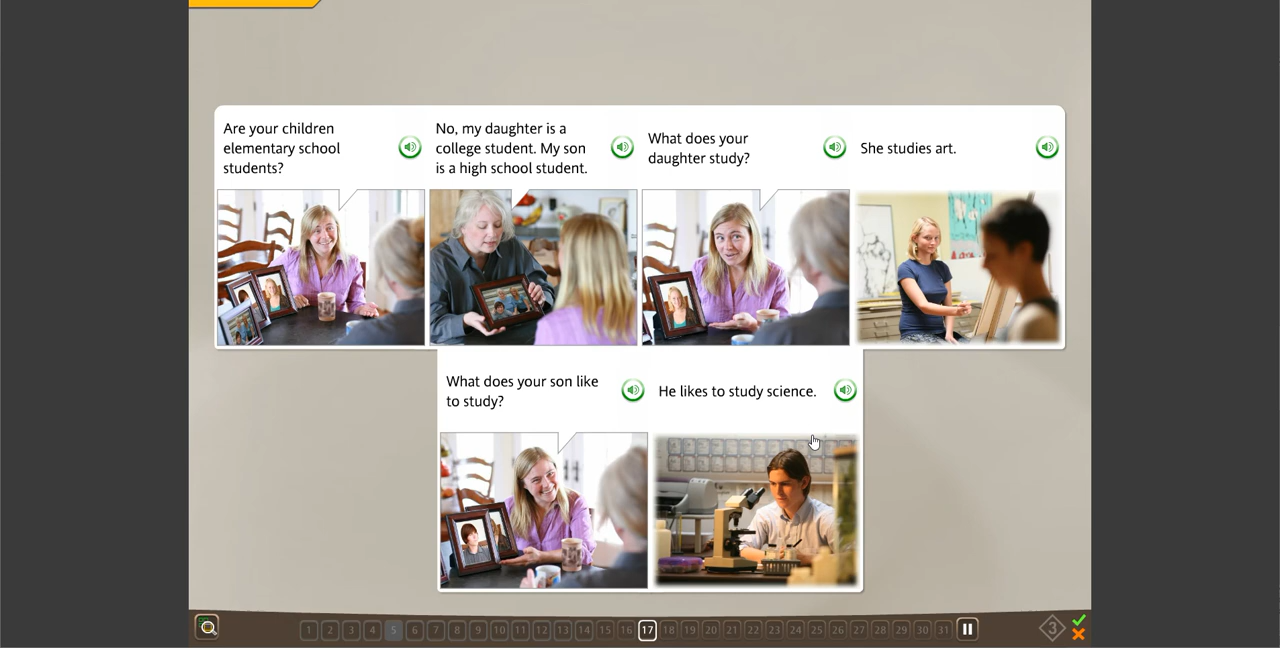 Are your children
elementary school
students?
No, my daughter is a
college student. My son
is a high school student.
What does your
daughter study?
She studies art.
What does your son like
to study?
He likes to study science.
1 2 3 4 5 6 7 8 9 10 11 12 13 14 15 16 17 18 19 20 21 22 23 24 25 26 27 28 29 30 31
3